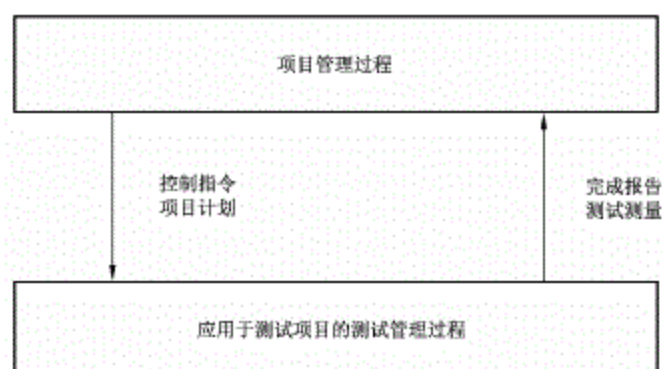 项目管理过程
控制指令
项目计划
完成报告
测试测量
应用于测试项目的测试管理过程